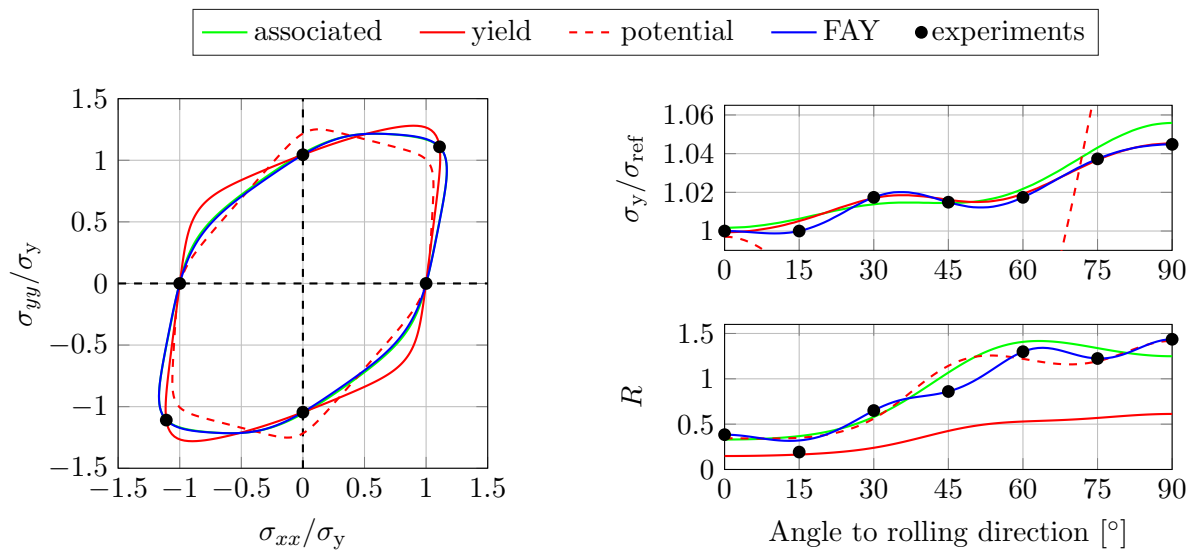 associated yield potential FAY experiments
1.5
1
0.5
0
−0.5
−1
−1.5
σyy/σy
−1.5 −1 −0.5 0 0.5 1 1.5
σxx/σy
1.06
1.04
1.02
1
σy/σref
0 15 30 45 60 75 90
1.5
1
0.5
0
R
0 15 30 45 60 75 90
Angle to rolling direction [°]